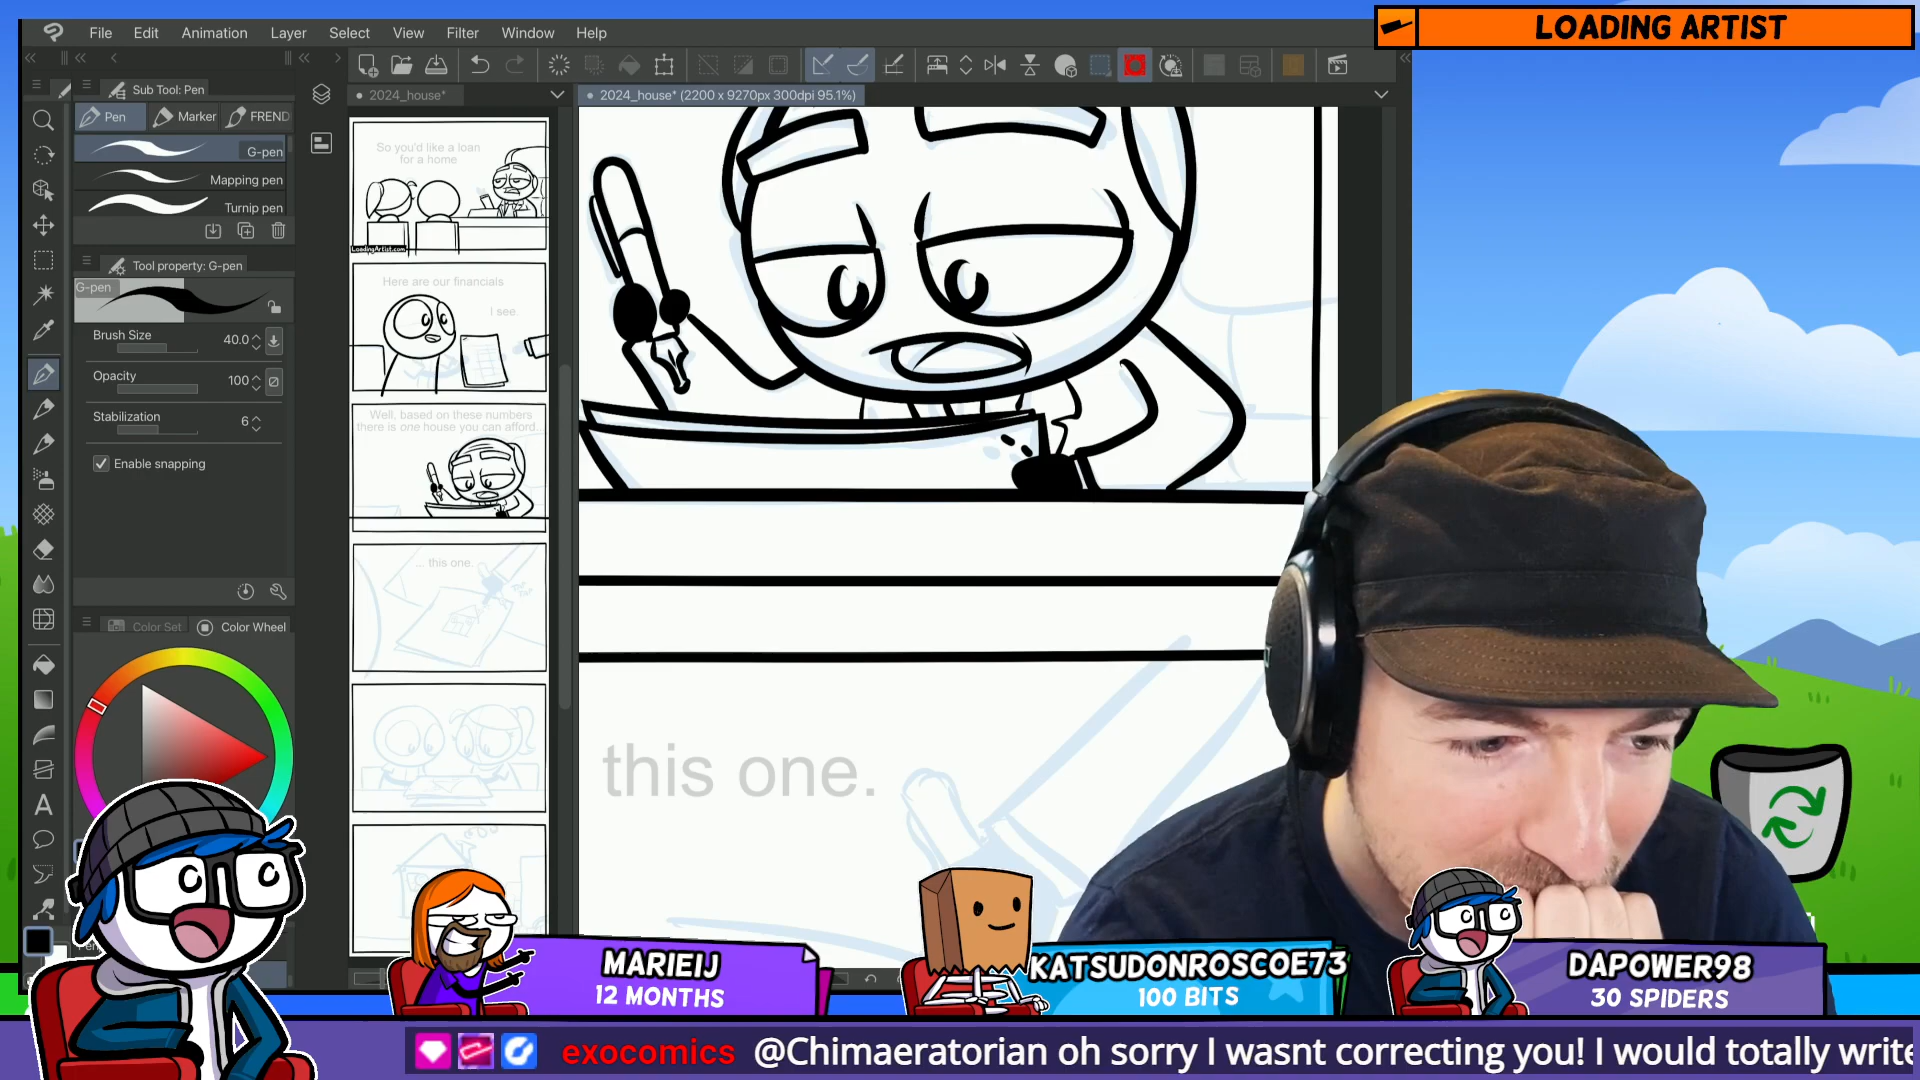 LOADING ARTIST
File Edit Animation Layer Select View Filter Window Help
Sub Tool: Pen
Pen Marker FREND
G-pen
Mapping pen
Turnip pen
Tool property: G-pen
G-pen
Brush Size 40.0
Opacity 100
Stabilization 6
Enable snapping
Color Set Color Wheel
2024_house*
2024_house* (2200 x 9270px 300dpi 95.1%)
So you'd like a loan
for a home
LoadingArtist.com
Here are our financials
I see.
Well, based on these numbers
there is one house you can afford...
... this one.
this one.
MARIEIJ
12 MONTHS
KATSUDONROSCOE73
100 BITS
DAPOWER98
30 SPIDERS
exocomics @Chimaeratorian oh sorry I wasnt correcting you! I would totally write